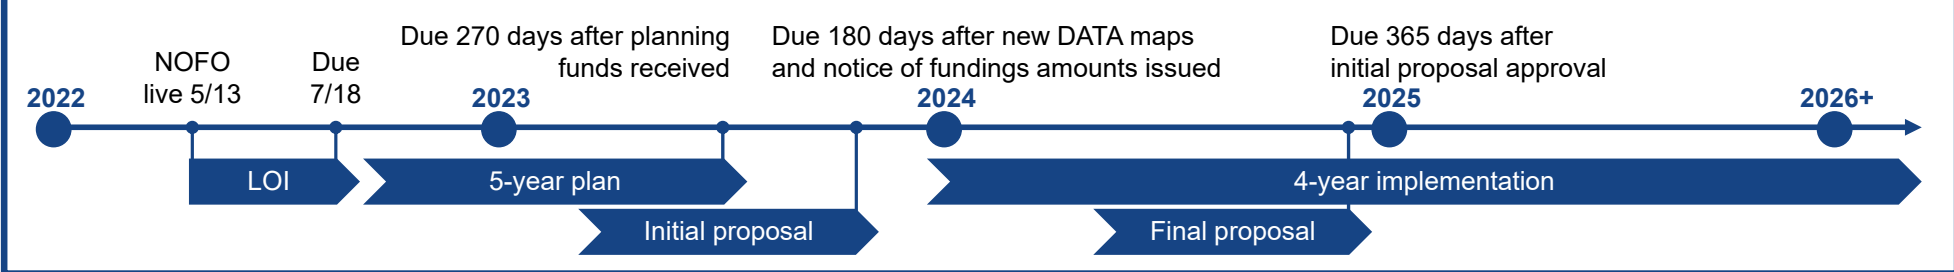 NOFO
live 5/13
Due
7/18
Due 270 days after planning
funds received
Due 180 days after new DATA maps
and notice of fundings amounts issued
Due 365 days after
initial proposal approval
2022
2023
2024
2025
2026+
LOI
5-year plan
4-year implementation
Initial proposal
Final proposal